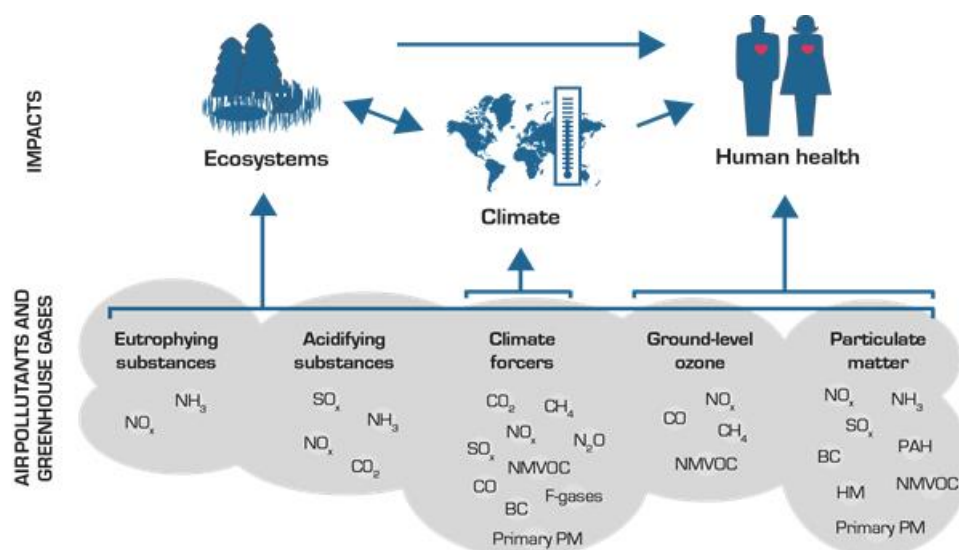 IMPACTS
Ecosystems
Climate
Human health
AIR POLLUTANTS AND
GREENHOUSE GASES
Eutrophying
substances
NH₃
NOₓ
Acidifying
substances
SOₓ
NH₃
NOₓ
CO₂
Climate
forcers
CO₂
CH₄
NOₓ
N₂O
SOₓ
NMVOC
CO
F-gases
BC
Primary PM
Ground-level
ozone
NOₓ
CO
CH₄
NMVOC
Particulate
matter
NOₓ
NH₃
SOₓ
PAH
BC
NMVOC
HM
Primary PM